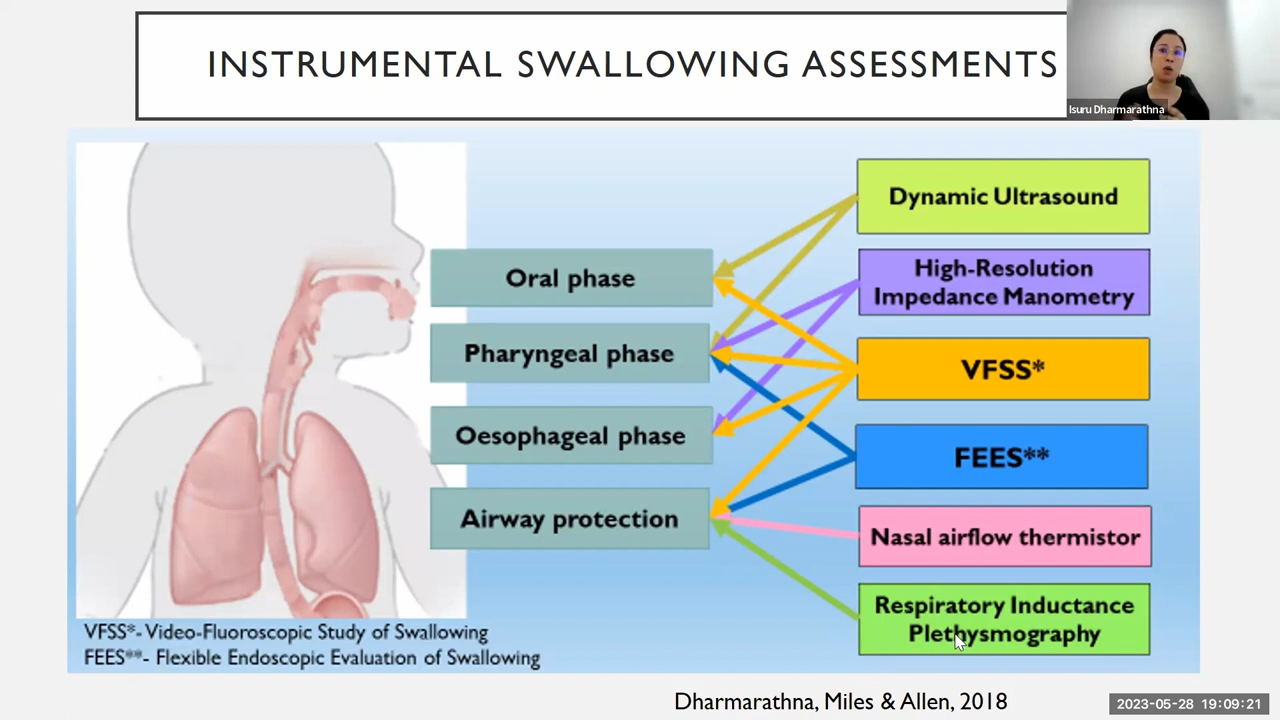 INSTRUMENTAL SWALLOWING ASSESSMENTS
Isuru Dharmarathna
Oral phase
Pharyngeal phase
Oesophageal phase
Airway protection
Dynamic Ultrasound
High-Resolution
Impedance Manometry
VFSS*
FEES**
Nasal airflow thermistor
Respiratory Inductance
Plethysmography
VFSS*- Video-Fluoroscopic Study of Swallowing
FEES**- Flexible Endoscopic Evaluation of Swallowing
Dharmarathna, Miles & Allen, 2018
2023-05-28 19:09:21